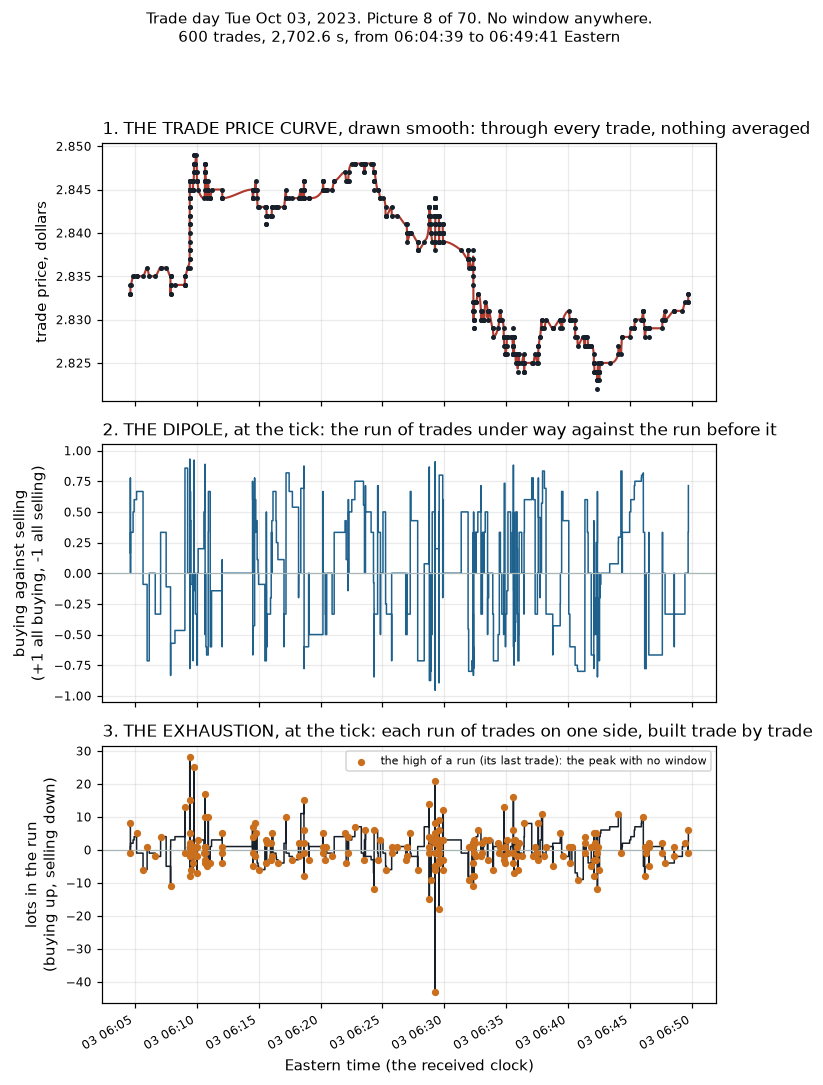 Trade day Tue Oct 03, 2023. Picture 8 of 70. No window anywhere.
600 trades, 2,702.6 s, from 06:04:39 to 06:49:41 Eastern
1. THE TRADE PRICE CURVE, drawn smooth: through every trade, nothing averaged
trade price, dollars
2.850
2.845
2.840
2.835
2.830
2.825
2. THE DIPOLE, at the tick: the run of trades under way against the run before it
buying against selling
(+1 all buying, -1 all selling)
1.00
0.75
0.50
0.25
0.00
−0.25
−0.50
−0.75
−1.00
3. THE EXHAUSTION, at the tick: each run of trades on one side, built trade by trade
the high of a run (its last trade): the peak with no window
lots in the run
(buying up, selling down)
30
20
10
0
−10
−20
−30
−40
03 06:05
03 06:10
03 06:15
03 06:20
03 06:25
03 06:30
03 06:35
03 06:40
03 06:45
03 06:50
Eastern time (the received clock)